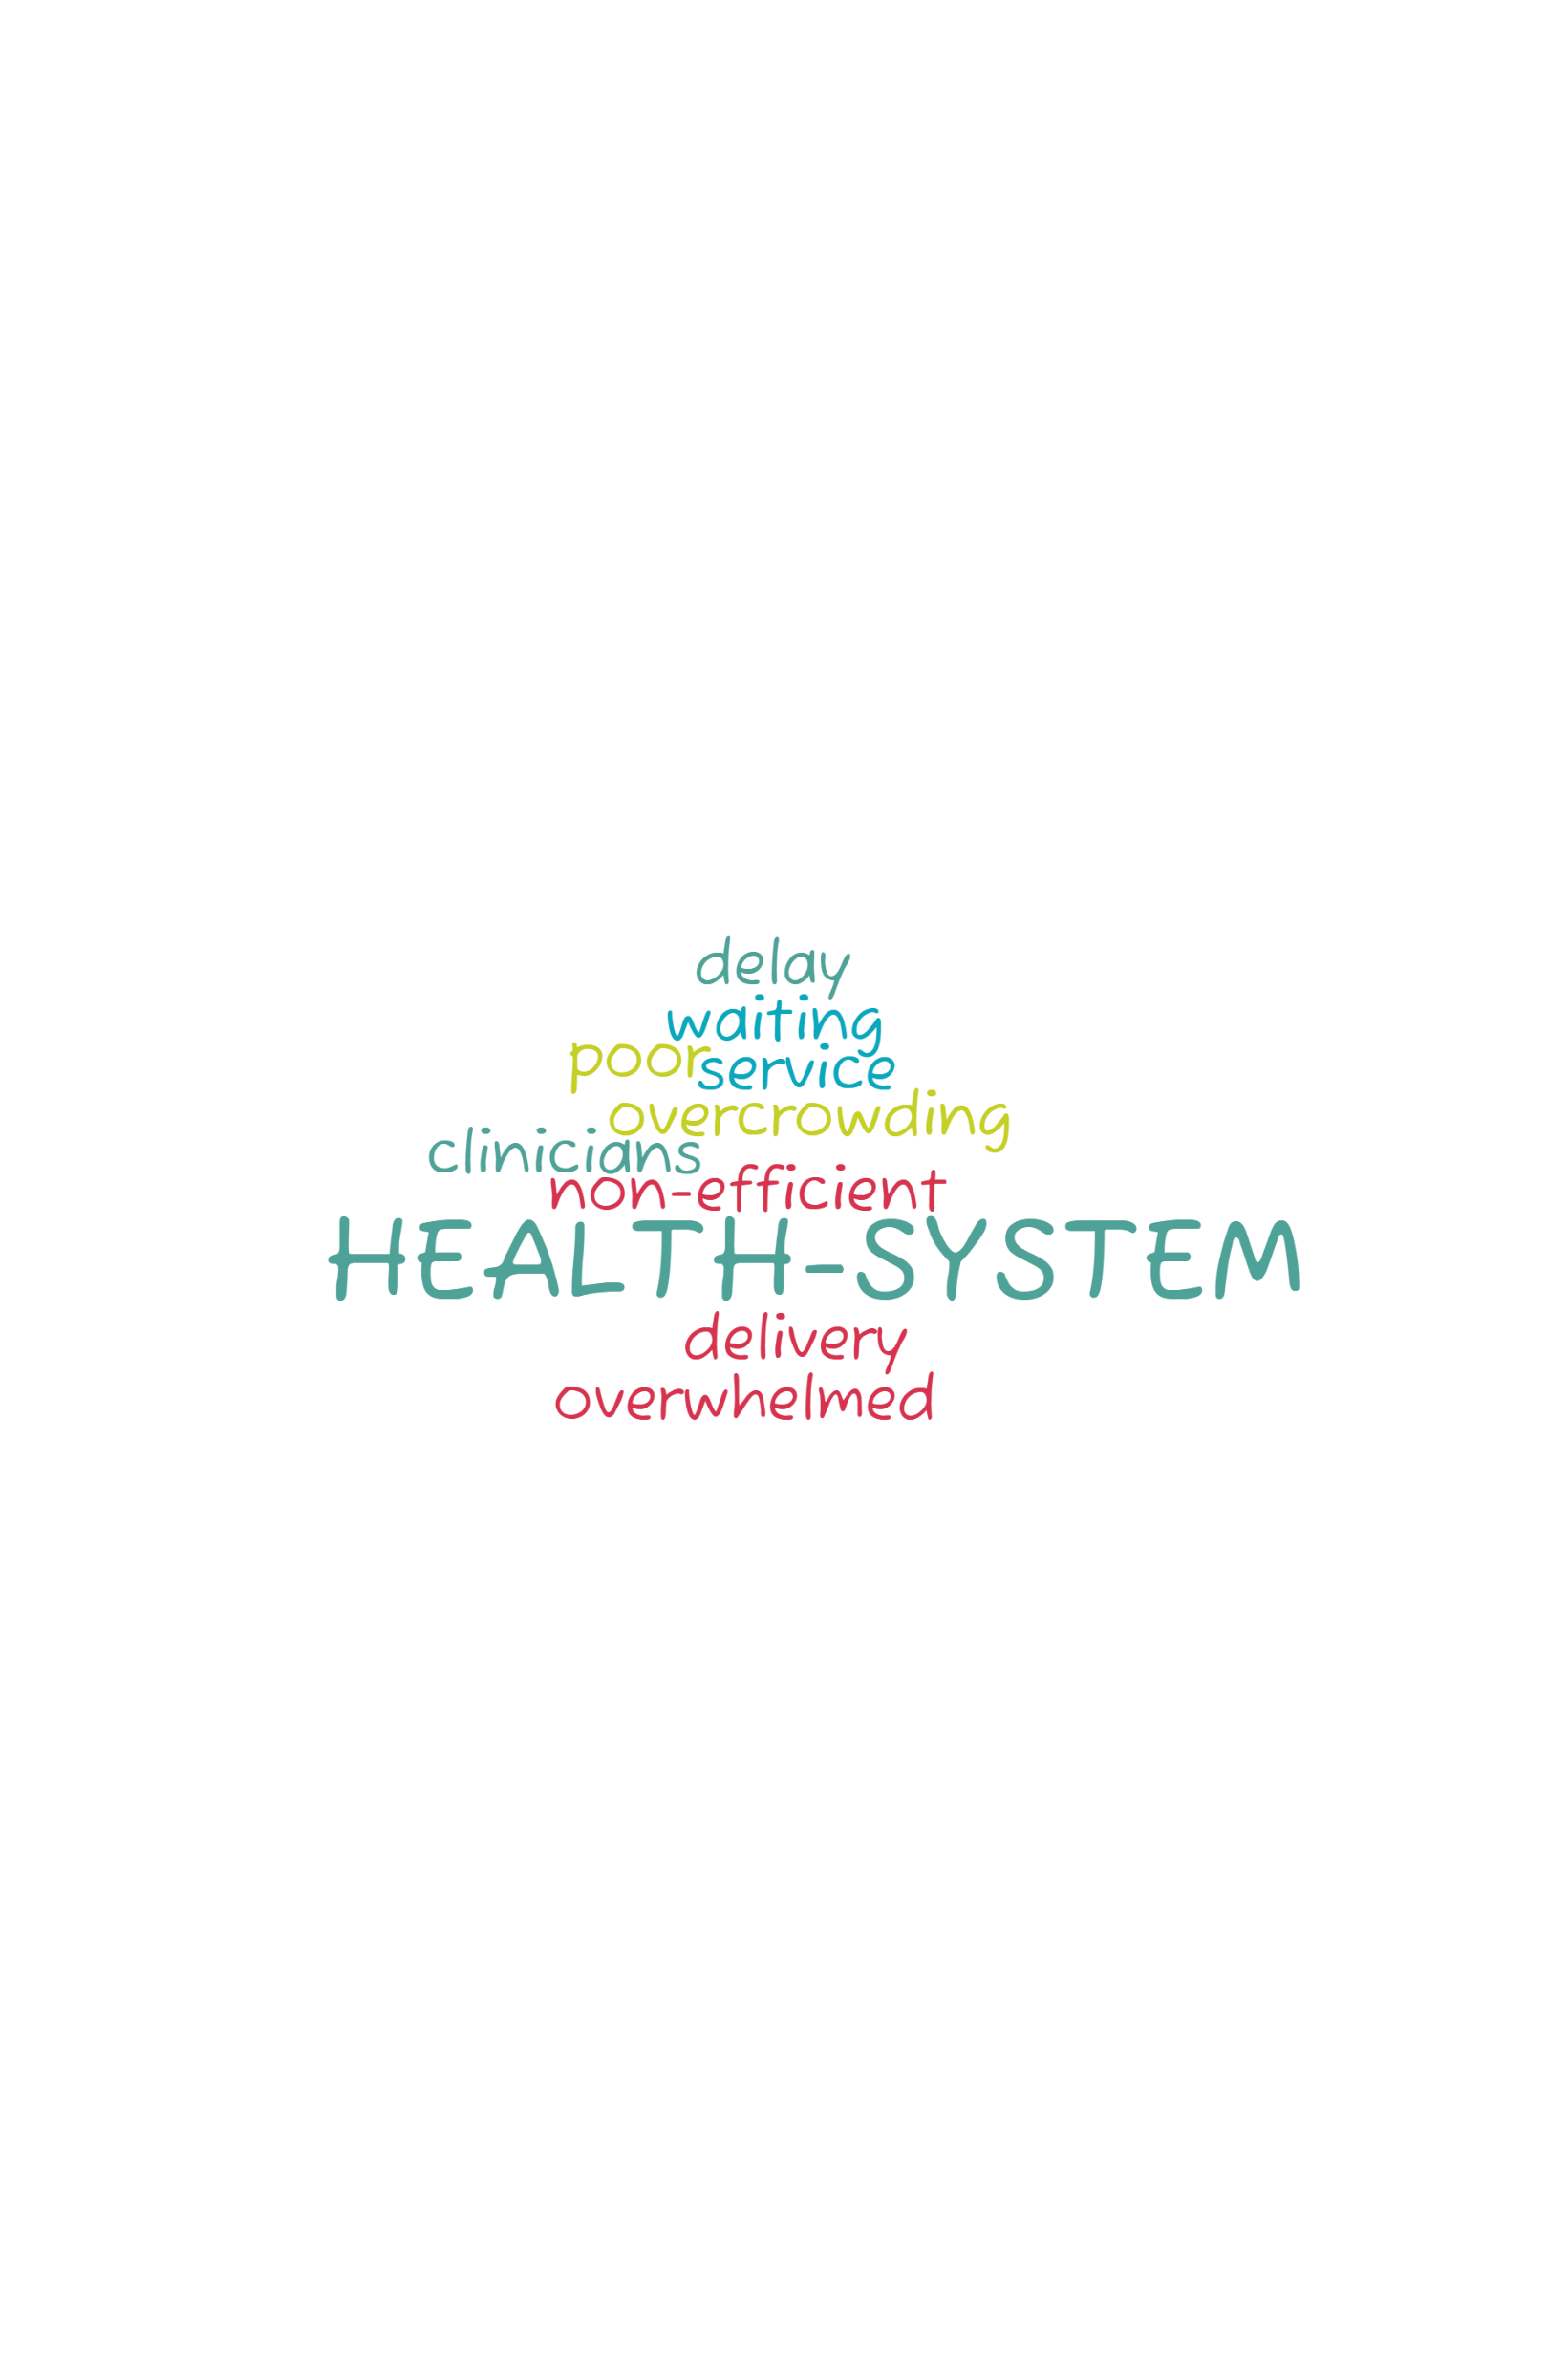 delay
waiting
poor service
overcrowding
clinicians
non-efficient
HEALTH-SYSTEM
delivery
overwhelmed